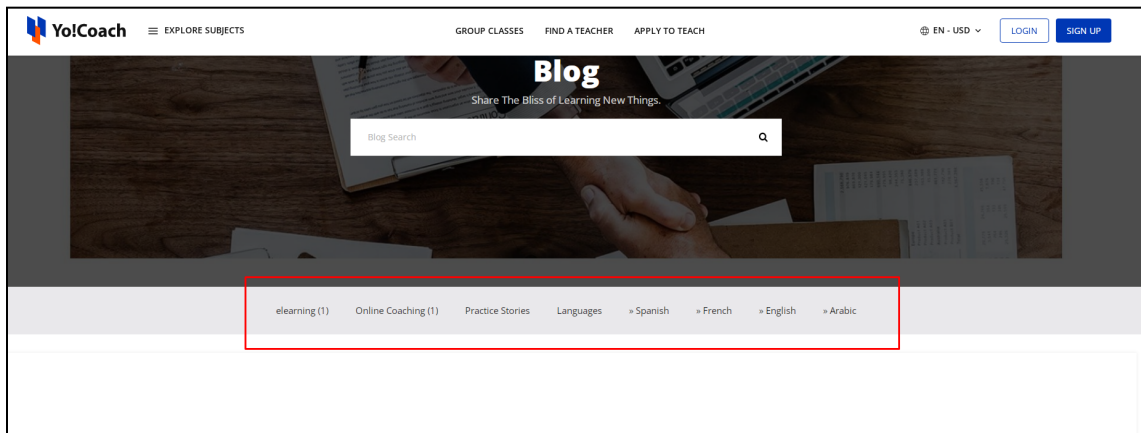 Yo!Coach
EXPLORE SUBJECTS
GROUP CLASSES
FIND A TEACHER
APPLY TO TEACH
EN - USD
LOGIN
SIGN UP
Blog
Share The Bliss of Learning New Things.
Blog Search
elearning (1)
Online Coaching (1)
Practice Stories
Languages
» Spanish
» French
» English
» Arabic